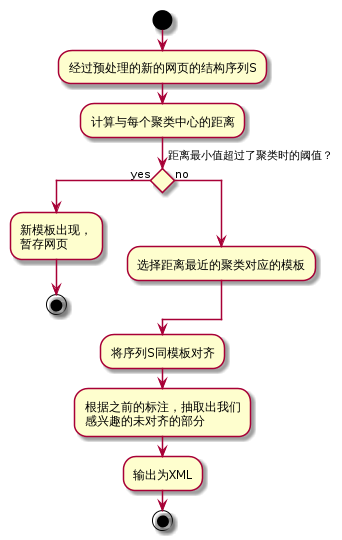 经过预处理的新的网页的结构序列S
计算与每个聚类中心的距离
距离最小值超过了聚类时的阈值？
yes
no
新模板出现，
暂存网页
选择距离最近的聚类对应的模板
将序列S同模板对齐
根据之前的标注，抽取出我们
感兴趣的未对齐的部分
输出为XML